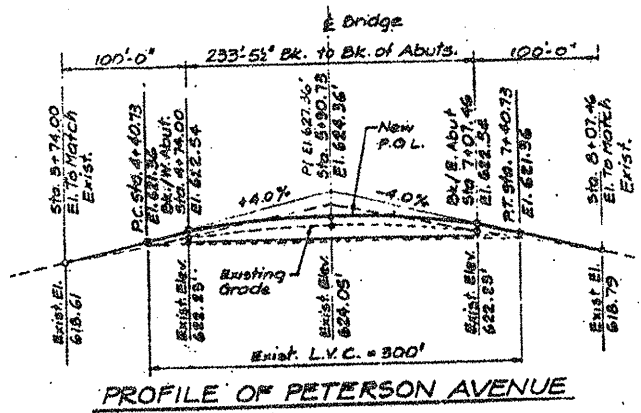 ℄ Bridge
100'-0"
233'-5½" Bk. to Bk. of Abuts.
100'-0"
Sta. 3+74.00
El. To Match
Exist.
P.C. Sta. 4+40.73
El. 621.36
Bk./W. Abut.
Sta. 4+74.00
El. 622.54
P.I. El. 627.36'
Sta. 5+90.73
El. 624.36'
New
P.G.L.
Bk./E. Abut
Sta. 7+07.46
El. 622.54
P.T. Sta. 7+40.73
El. 621.36
Sta. 8+07.46
El. To Match
Exist.
+4.0%
-4.0%
Existing
Grade
Exist. El.
618.61
Exist. Elev.
622.23'
Exist. Elev.
624.05'
Exist. Elev.
622.23'
Exist. El.
618.79
Exist. L.V.C. = 300'
PROFILE OF PETERSON AVENUE